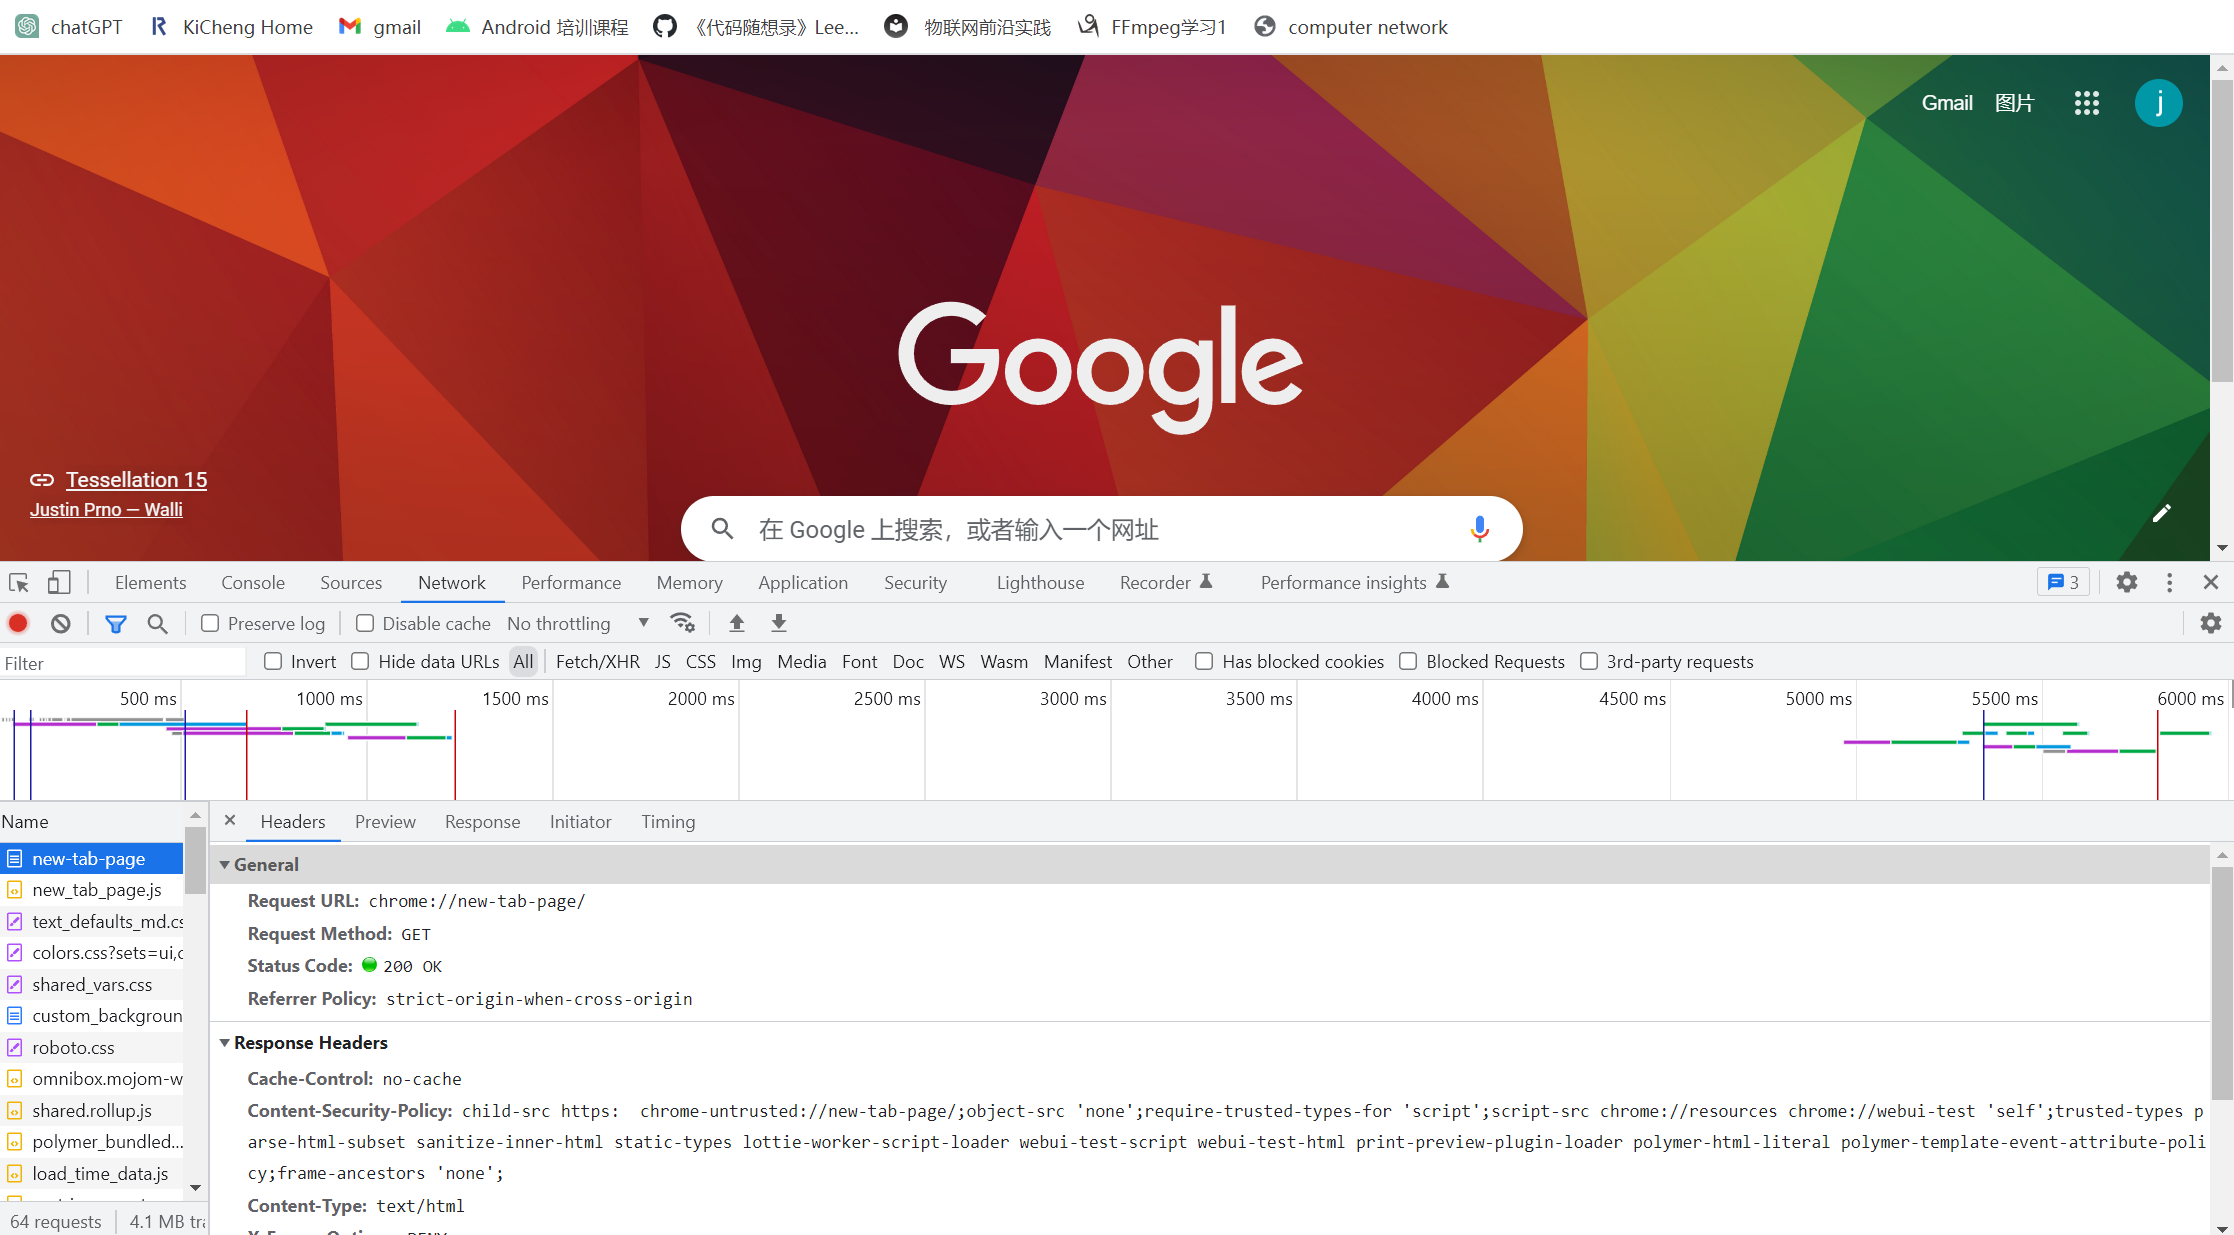 chatGPT KiCheng Home gmail Android 培训课程 《代码随想录》Lee... 物联网前沿实践 FFmpeg学习1 computer network
Gmail 图片 j
Google
Tessellation 15
Justin Prno — Walli
在 Google 上搜索，或者输入一个网址
Elements Console Sources Network Performance Memory Application Security Lighthouse Recorder Performance insights 3
Preserve log Disable cache No throttling
Filter Invert Hide data URLs All Fetch/XHR JS CSS Img Media Font Doc WS Wasm Manifest Other Has blocked cookies Blocked Requests 3rd-party requests
500 ms 1000 ms 1500 ms 2000 ms 2500 ms 3000 ms 3500 ms 4000 ms 4500 ms 5000 ms 5500 ms 6000 ms
Name
new-tab-page
new_tab_page.js
text_defaults_md.cs
colors.css?sets=ui,c
shared_vars.css
custom_backgroun
roboto.css
omnibox.mojom-w
shared.rollup.js
polymer_bundled...
load_time_data.js
64 requests 4.1 MB tra
Headers Preview Response Initiator Timing
General
Request URL: chrome://new-tab-page/
Request Method: GET
Status Code: 200 OK
Referrer Policy: strict-origin-when-cross-origin
Response Headers
Cache-Control: no-cache
Content-Security-Policy: child-src https: chrome-untrusted://new-tab-page/;object-src 'none';require-trusted-types-for 'script';script-src chrome://resources chrome://webui-test 'self';trusted-types p
arse-html-subset sanitize-inner-html static-types lottie-worker-script-loader webui-test-script webui-test-html print-preview-plugin-loader polymer-html-literal polymer-template-event-attribute-poli
cy;frame-ancestors 'none';
Content-Type: text/html